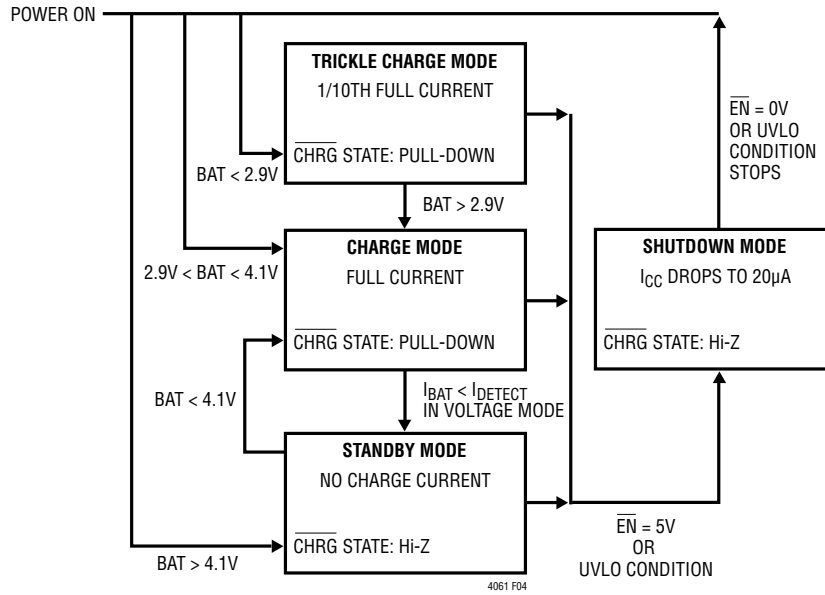 POWER ON
TRICKLE CHARGE MODE
1/10TH FULL CURRENT
CHRG STATE: PULL-DOWN
BAT < 2.9V
BAT > 2.9V
CHARGE MODE
FULL CURRENT
CHRG STATE: PULL-DOWN
2.9V < BAT < 4.1V
BAT < 4.1V
IBAT < IDETECT
IN VOLTAGE MODE
STANDBY MODE
NO CHARGE CURRENT
CHRG STATE: Hi-Z
BAT > 4.1V
EN = 0V
OR UVLO
CONDITION
STOPS
SHUTDOWN MODE
ICC DROPS TO 20µA
CHRG STATE: Hi-Z
EN = 5V
OR
UVLO CONDITION
4061 F04